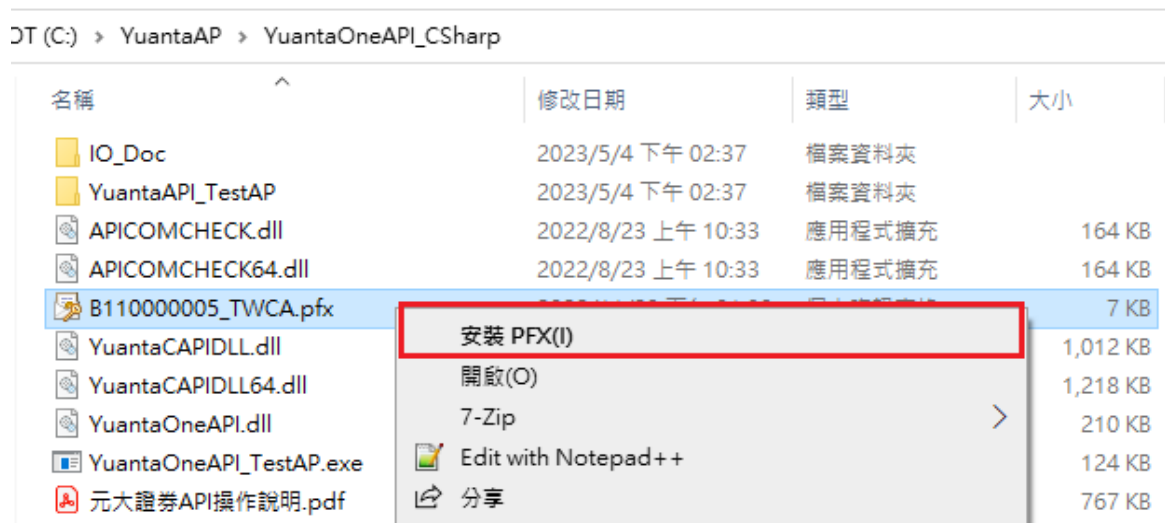 OT (C:) > YuantaAP > YuantaOneAPI_CSharp
名稱 修改日期 類型 大小
IO_Doc 2023/5/4 下午 02:37 檔案資料夾
YuantaAPI_TestAP 2023/5/4 下午 02:37 檔案資料夾
APICOMCHECK.dll 2022/8/23 上午 10:33 應用程式擴充 164 KB
APICOMCHECK64.dll 2022/8/23 上午 10:33 應用程式擴充 164 KB
B110000005_TWCA.pfx 7 KB
安裝 PFX(I)
YuantaCAPIDLL.dll 1,012 KB
開啟(O)
YuantaCAPIDLL64.dll 1,218 KB
7-Zip
YuantaOneAPI.dll 210 KB
Edit with Notepad++
YuantaOneAPI_TestAP.exe 124 KB
分享
元大證券API操作說明.pdf 767 KB